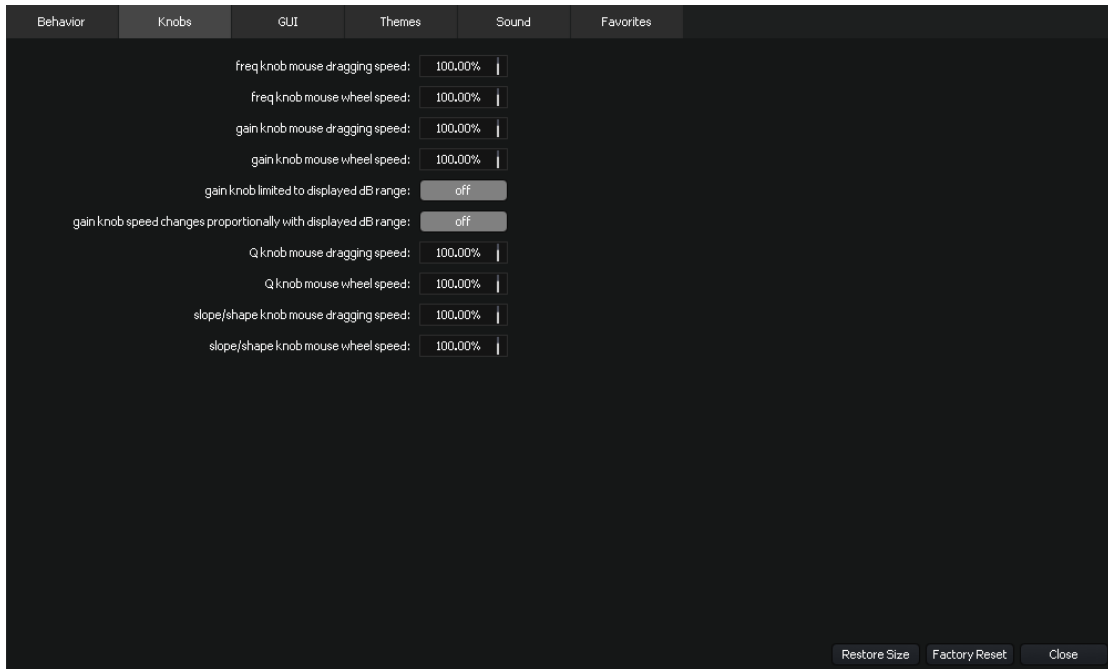 Behavior Knobs GUI Themes Sound Favorites
freq knob mouse dragging speed: 100.00%
freq knob mouse wheel speed: 100.00%
gain knob mouse dragging speed: 100.00%
gain knob mouse wheel speed: 100.00%
gain knob limited to displayed dB range: off
gain knob speed changes proportionally with displayed dB range: off
Q knob mouse dragging speed: 100.00%
Q knob mouse wheel speed: 100.00%
slope/shape knob mouse dragging speed: 100.00%
slope/shape knob mouse wheel speed: 100.00%
Restore Size Factory Reset Close